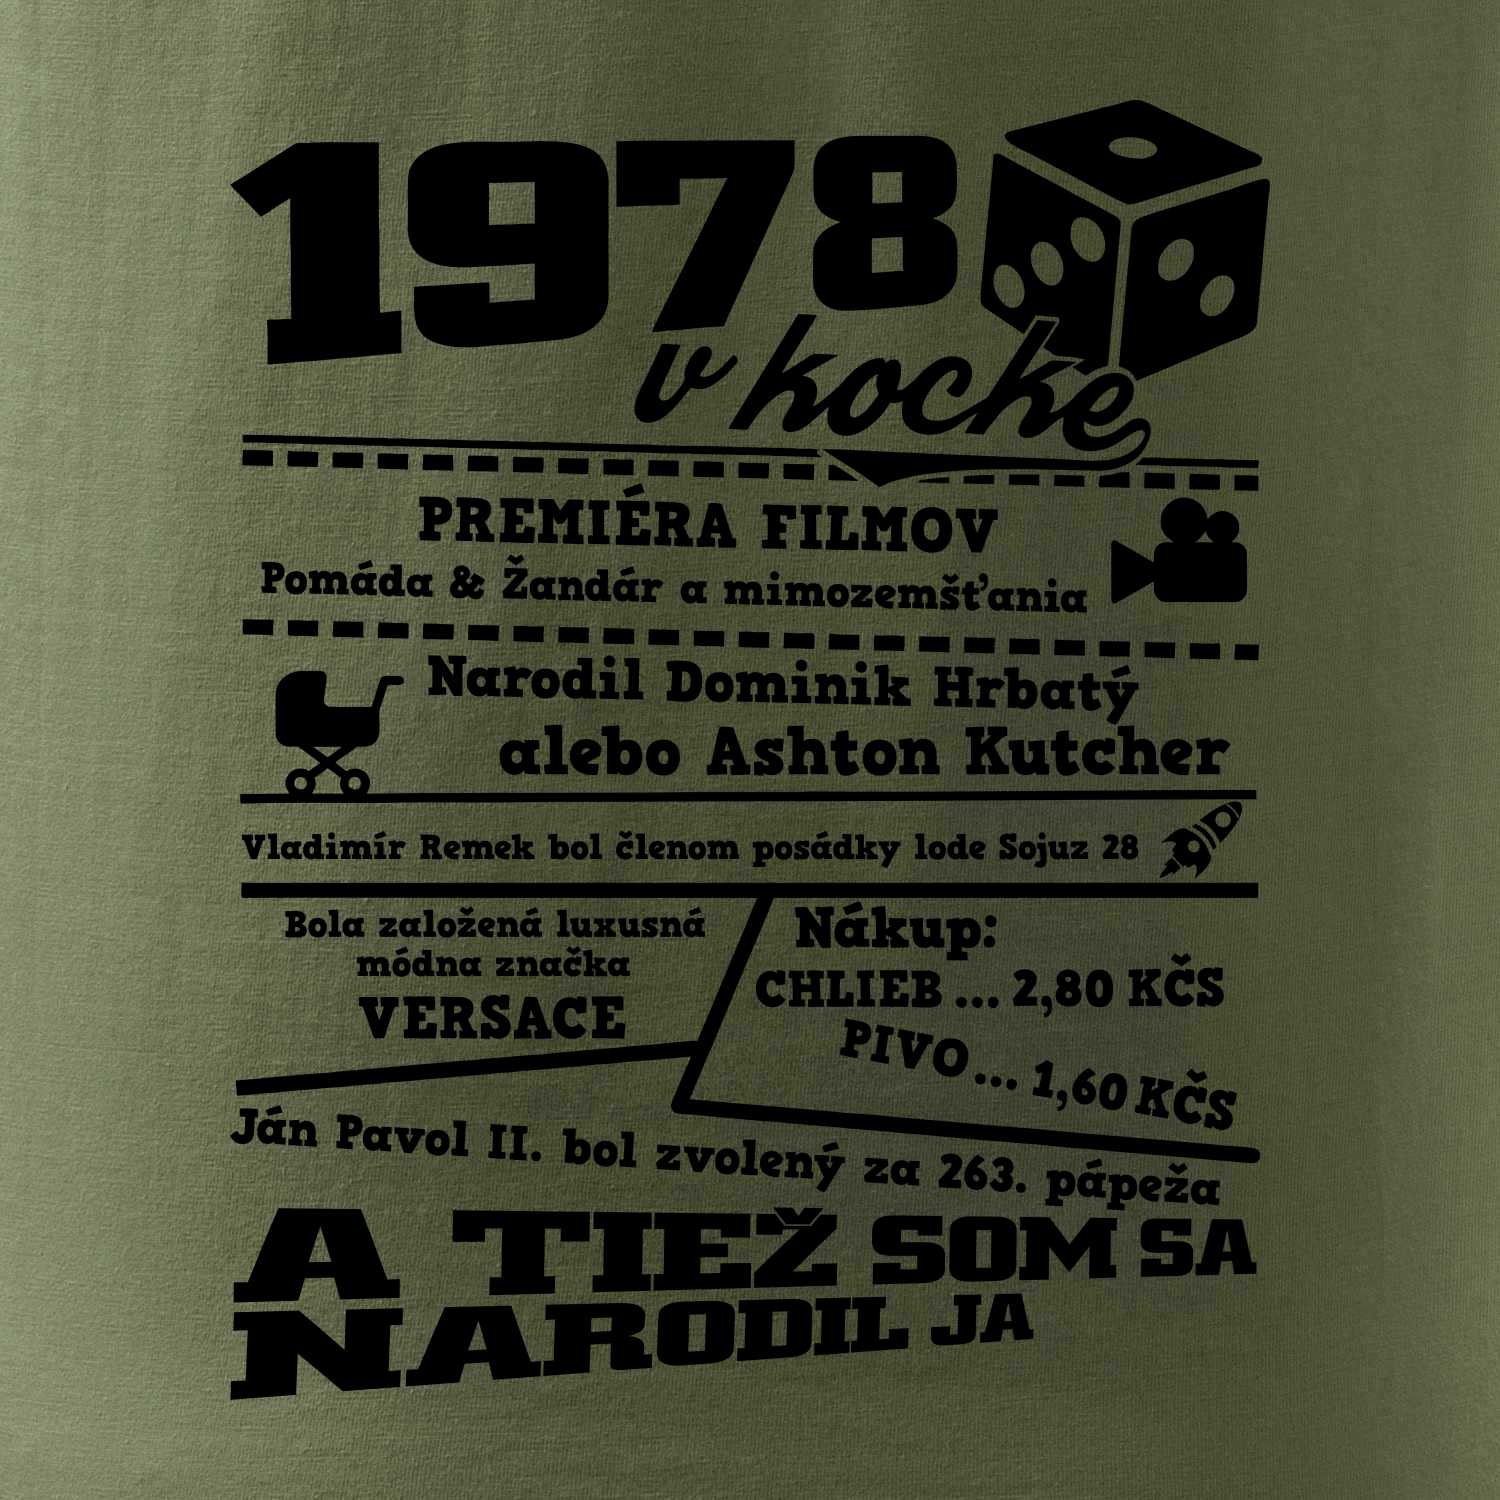 1978
v kocke
PREMIÉRA FILMOV
Pomáda & Žandár a mimozemšťania
Narodil Dominik Hrbatý
alebo Ashton Kutcher
Vladimír Remek bol členom posádky lode Sojuz 28
Bola založená luxusná
módna značka
VERSACE
Nákup:
CHLIEB ... 2,80 KČS
PIVO ... 1,60 KČS
Ján Pavol II. bol zvolený za 263. pápeža
A TIEŽ SOM SA
NARODIL JA